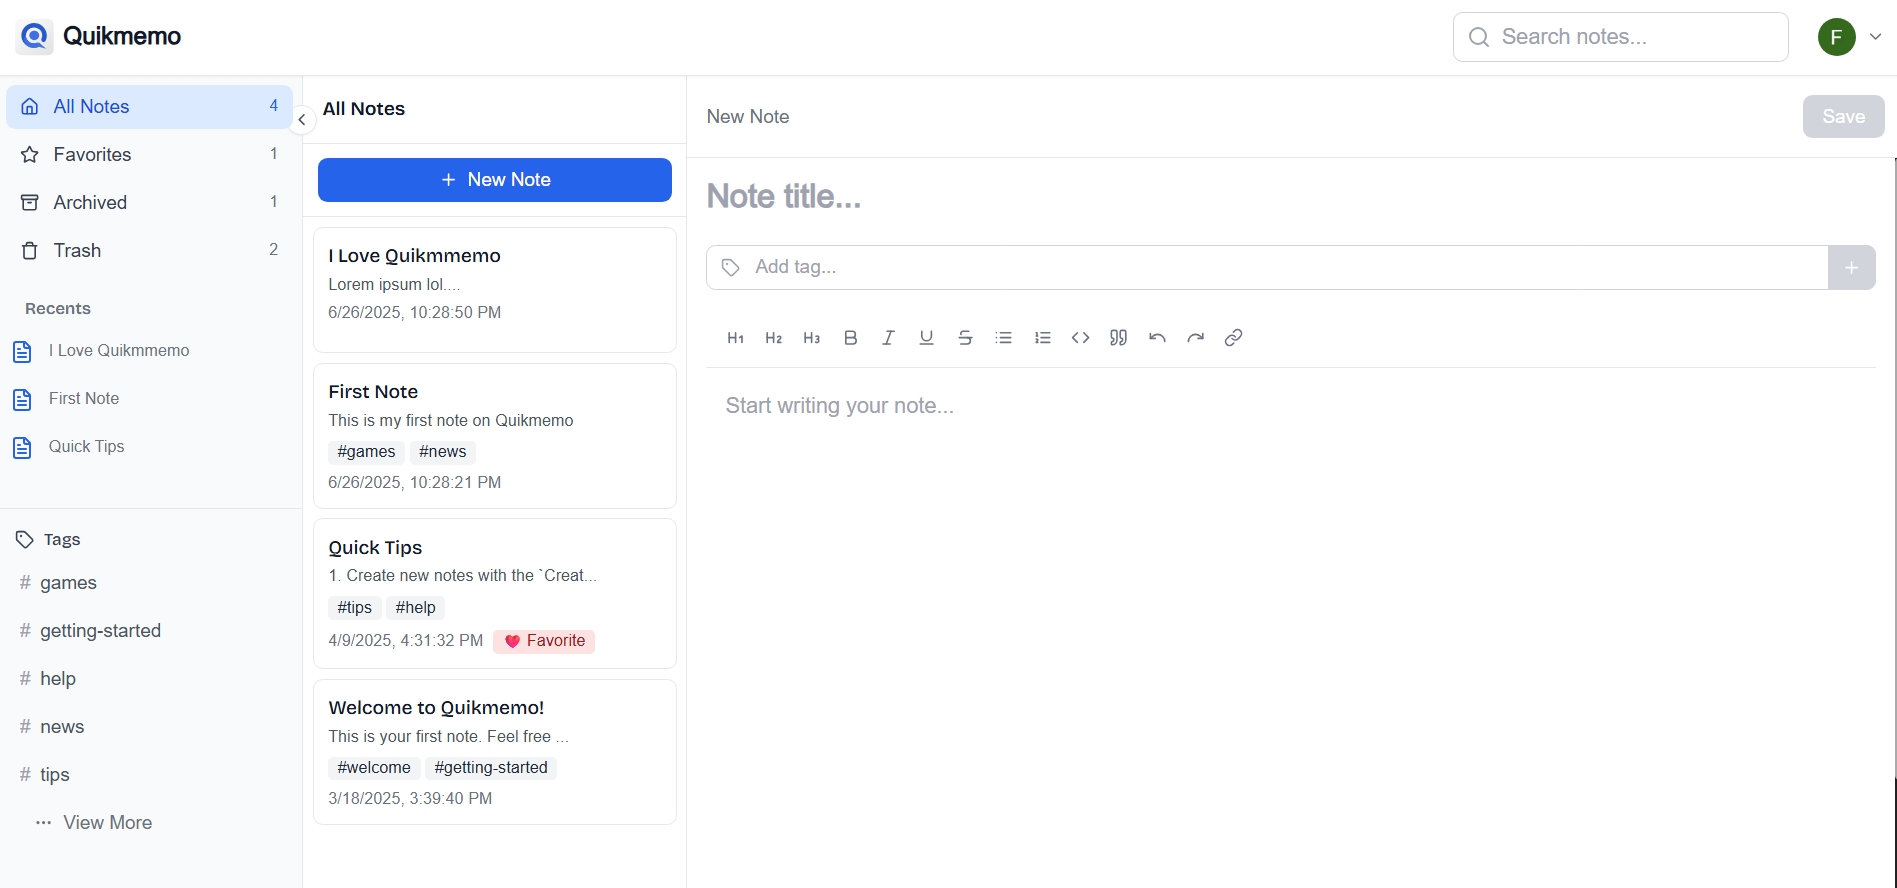 Quikmemo
Search notes...
F
All Notes 4
Favorites 1
Archived 1
Trash 2
Recents
I Love Quikmmemo
First Note
Quick Tips
Tags
# games
# getting-started
# help
# news
# tips
View More
All Notes
+ New Note
I Love Quikmmemo
Lorem ipsum lol....
6/26/2025, 10:28:50 PM
First Note
This is my first note on Quikmemo
#games #news
6/26/2025, 10:28:21 PM
Quick Tips
1. Create new notes with the `Creat...
#tips #help
4/9/2025, 4:31:32 PM Favorite
Welcome to Quikmemo!
This is your first note. Feel free ...
#welcome #getting-started
3/18/2025, 3:39:40 PM
New Note
Save
Note title...
Add tag...
H1 H2 H3 B I U S
Start writing your note...